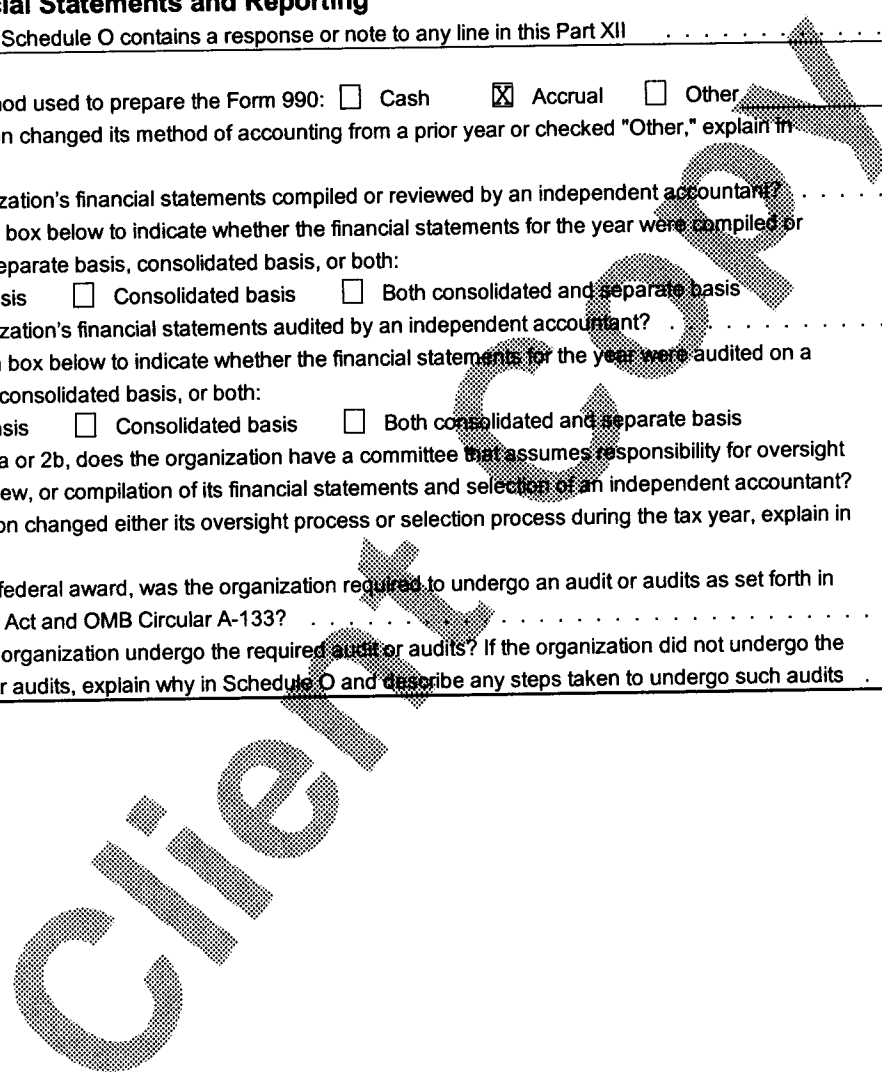 cial Statements and Reporting
Schedule O contains a response or note to any line in this Part XII . . . . . . . . . . .
hod used to prepare the Form 990: ☐ Cash ☒ Accrual ☐ Other
n changed its method of accounting from a prior year or checked "Other," explain in
zation's financial statements compiled or reviewed by an independent accountant? . . . . .
box below to indicate whether the financial statements for the year were compiled or
eparate basis, consolidated basis, or both:
sis ☐ Consolidated basis ☐ Both consolidated and separate basis
zation's financial statements audited by an independent accountant? . . . . . . . . . . . .
box below to indicate whether the financial statements for the year were audited on a
consolidated basis, or both:
asis ☐ Consolidated basis ☐ Both consolidated and separate basis
a or 2b, does the organization have a committee that assumes responsibility for oversight
ew, or compilation of its financial statements and selection of an independent accountant?
on changed either its oversight process or selection process during the tax year, explain in
federal award, was the organization required to undergo an audit or audits as set forth in
Act and OMB Circular A-133? . . . . . . . . . . . . . . . . . . . . . . . . . . . . . .
organization undergo the required audit or audits? If the organization did not undergo the
r audits, explain why in Schedule O and describe any steps taken to undergo such audits .
Client Copy